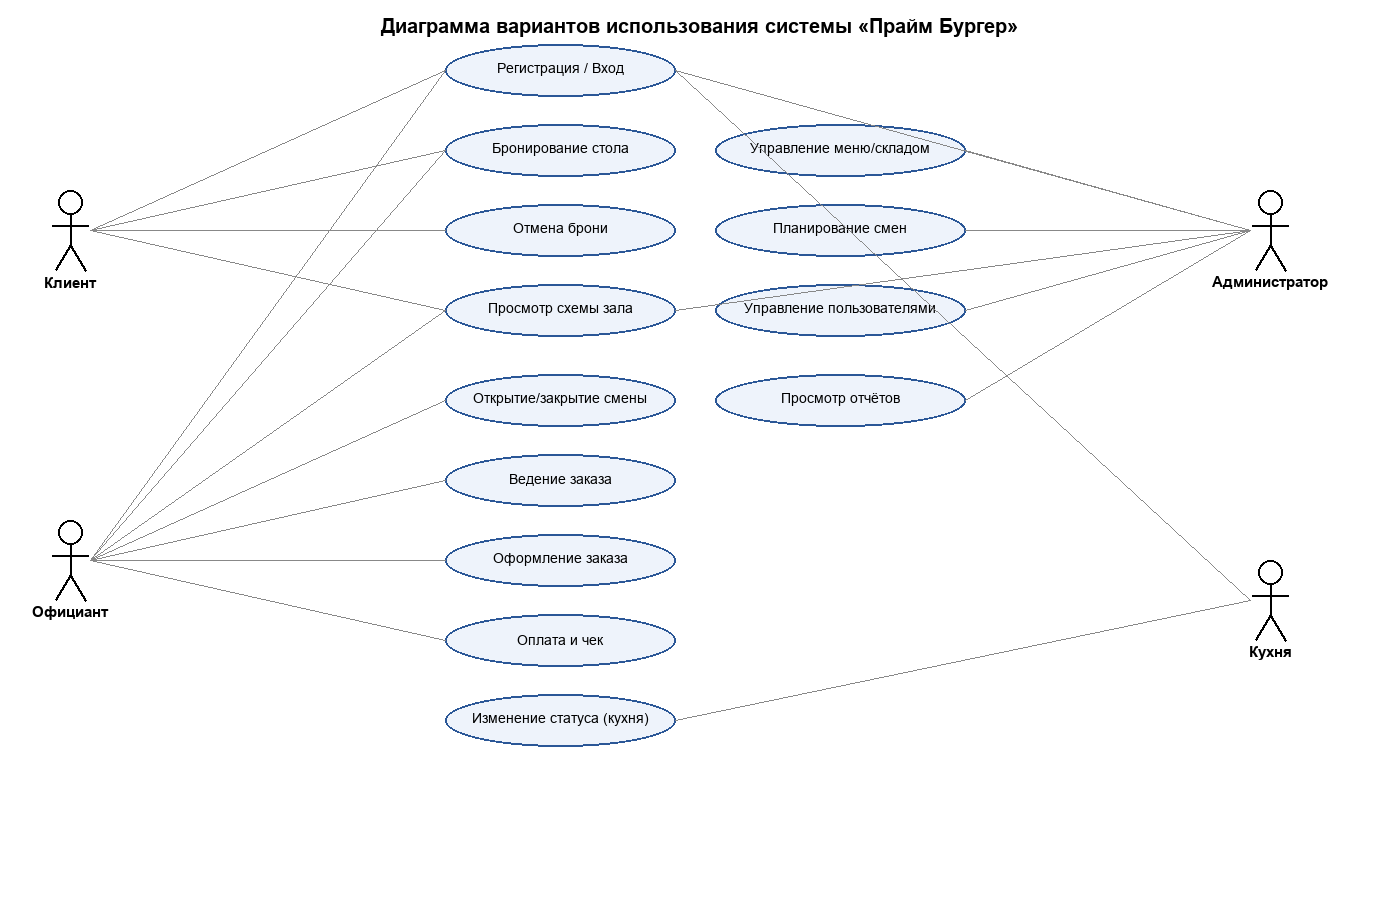 Диаграмма вариантов использования системы «Прайм Бургер»
Регистрация / Вход
Бронирование стола
Управление меню/складом
Отмена брони
Планирование смен
Клиент
Администратор
Просмотр схемы зала
Управление пользователями
Открытие/закрытие смены
Просмотр отчётов
Ведение заказа
Оформление заказа
Официант
Оплата и чек
Кухня
Изменение статуса (кухня)